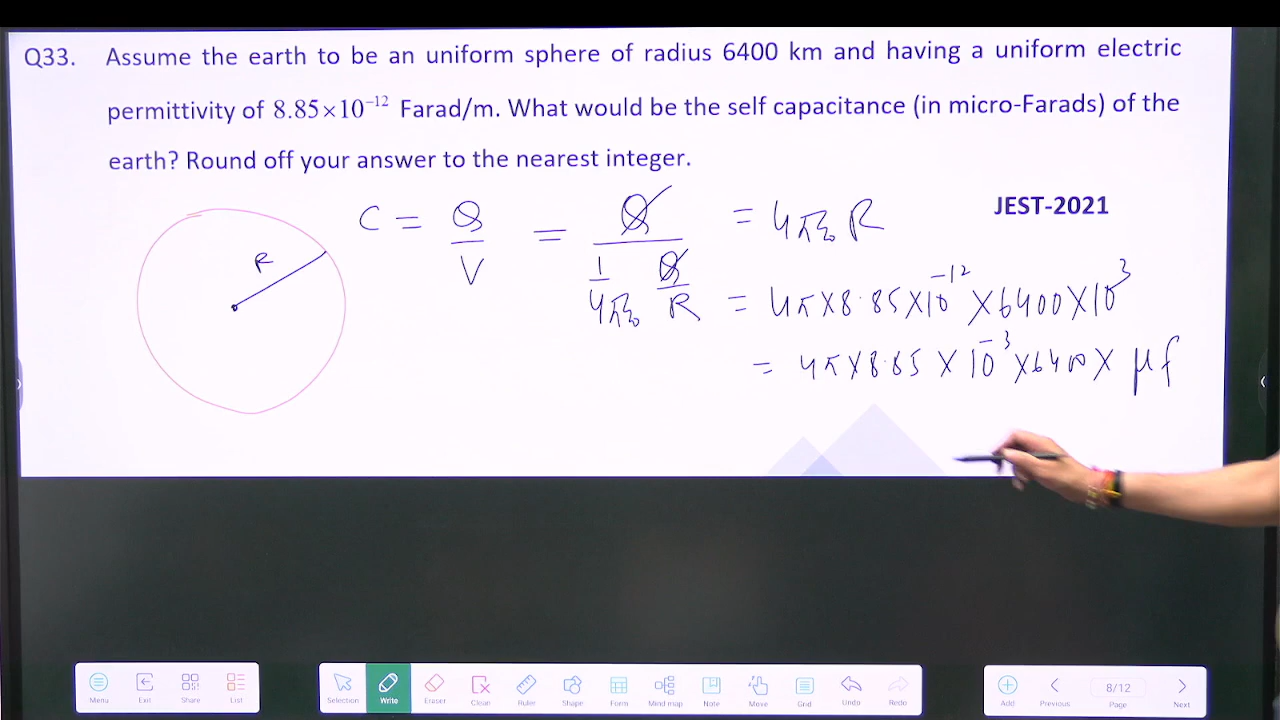 Q33. Assume the earth to be an uniform sphere of radius 6400 km and having a uniform electric
permittivity of 8.85×10⁻¹² Farad/m. What would be the self capacitance (in micro-Farads) of the
earth? Round off your answer to the nearest integer.
JEST-2021
C = Q/V = Q/(1/4πε₀ Q/R) = 4πε₀ R
R
= 4π×8.85×10⁻¹²×6400×10³
= 4π×8.85×10⁻³×6400× μf
Menu Exit Share List Selection Write Eraser Clean Ruler Shape Form Mind map Note Move Grid Undo Redo Add Previous 8/12 Page Next